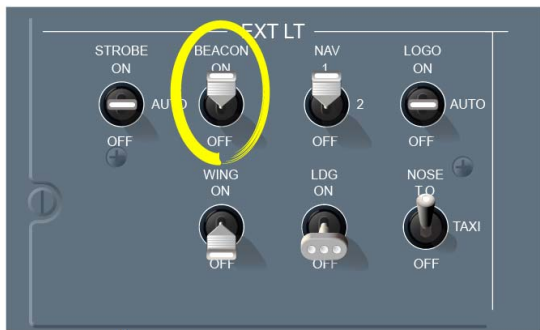 EXT LT
STROBE BEACON NAV LOGO
ON ON 1 ON
AUTO 2 AUTO
OFF OFF OFF OFF
WING LDG NOSE
ON ON T.O
TAXI
OFF OFF OFF